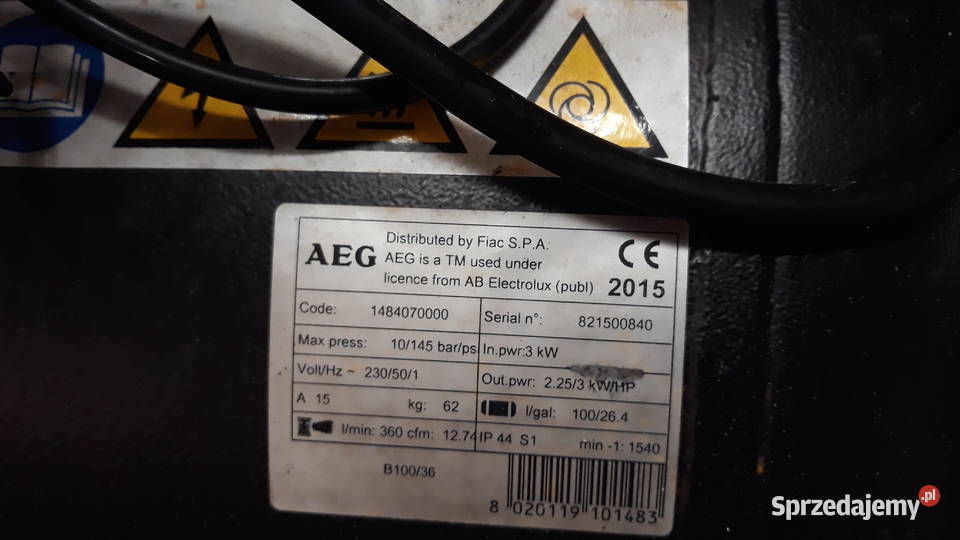 AEG
Distributed by Fiac S.P.A.
AEG is a TM used under
licence from AB Electrolux (publ)
CE
2015
Code: 1484070000
Serial n°: 821500840
Max press: 10/145 bar/ps
In.pwr:3 kW
Volt/Hz ~ 230/50/1
Out.pwr: 2.25/3 kW/HP
A 15 kg: 62
l/gal: 100/26.4
l/min: 360 cfm: 12.74
IP 44 S1 min -1: 1540
B100/36
8 020119 101483
Sprzedajemy.pl